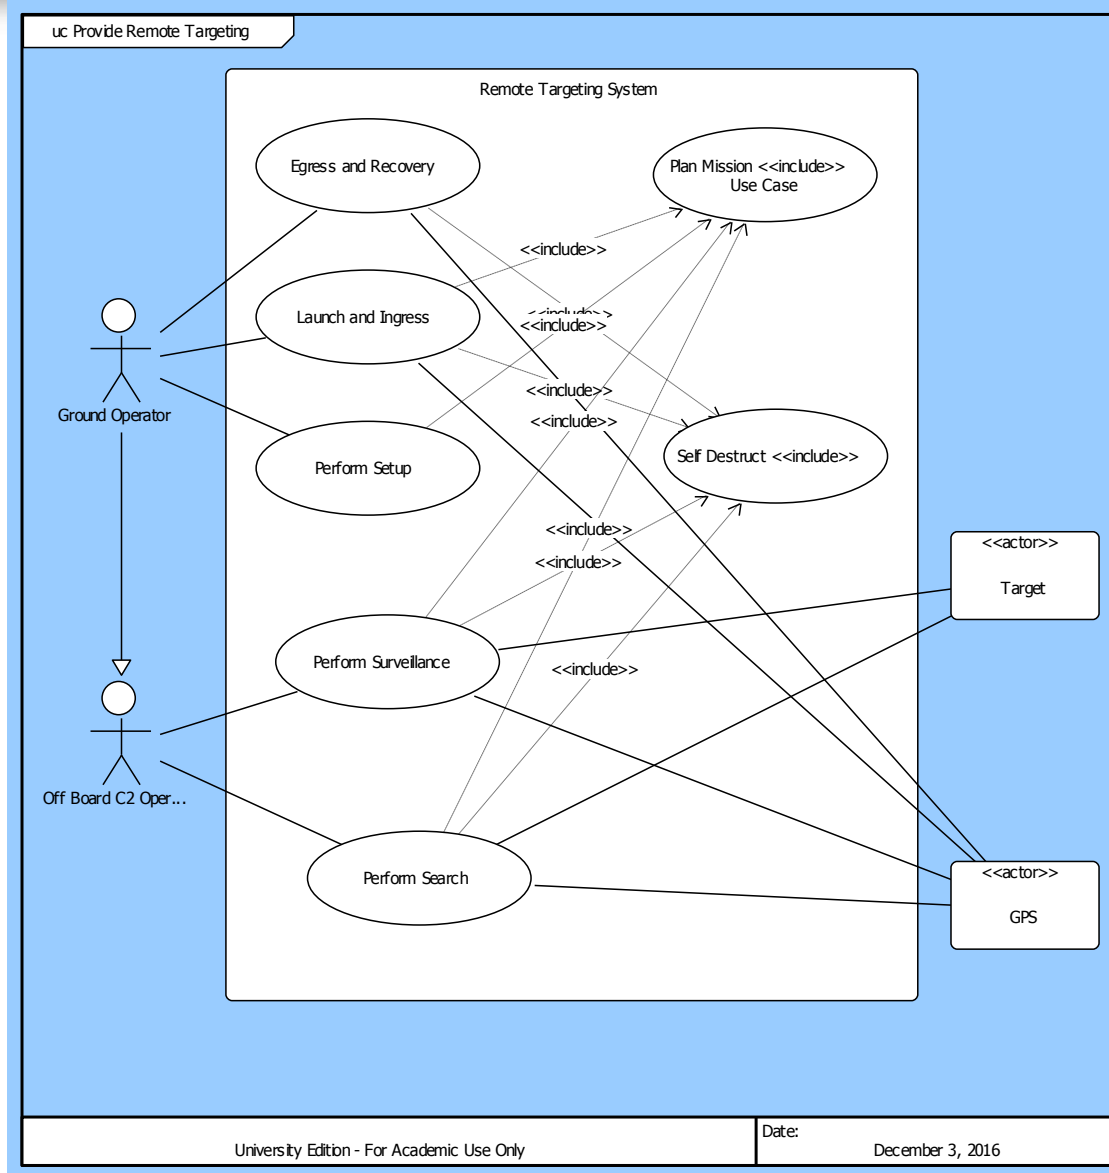 uc Provide Remote Targeting
Remote Targeting System
Egress and Recovery
Plan Mission <<include>>
Use Case
<<include>>
Launch and Ingress
<<include>>
<<include>>
Ground Operator
<<include>>
<<include>>
Perform Setup
Self Destruct <<include>>
<<include>>
<<include>>
<<actor>>
Target
Perform Surveillance
<<include>>
Off Board C2 Oper...
Perform Search
<<actor>>
GPS
University Edition - For Academic Use Only
Date:
December 3, 2016